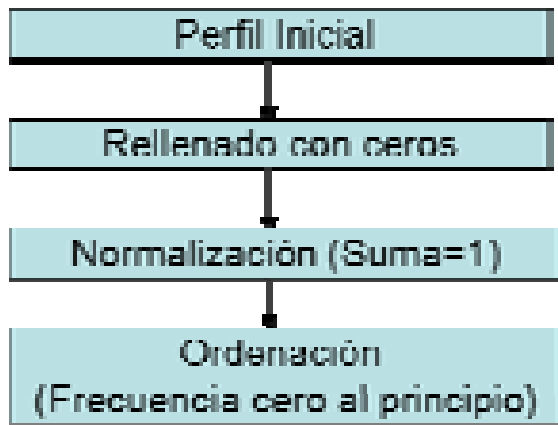 Perfil Inicial
Rellenado con ceros
Normalización (Suma=1)
Ordenación
(Frecuencia cero al principio)